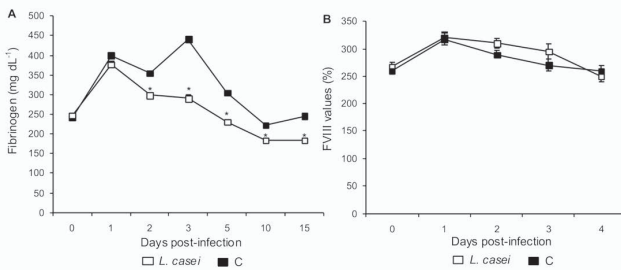 A
Fibrinogen (mg dL⁻¹)
500
450
400
350
300
250
200
150
100
50
0
* * * * *
0 1 2 3 5 10 15
Days post-infection
L. casei C
B
FVIII values (%)
350
300
250
200
150
100
50
0
0 1 2 3 4
Days post-infection
L. casei C